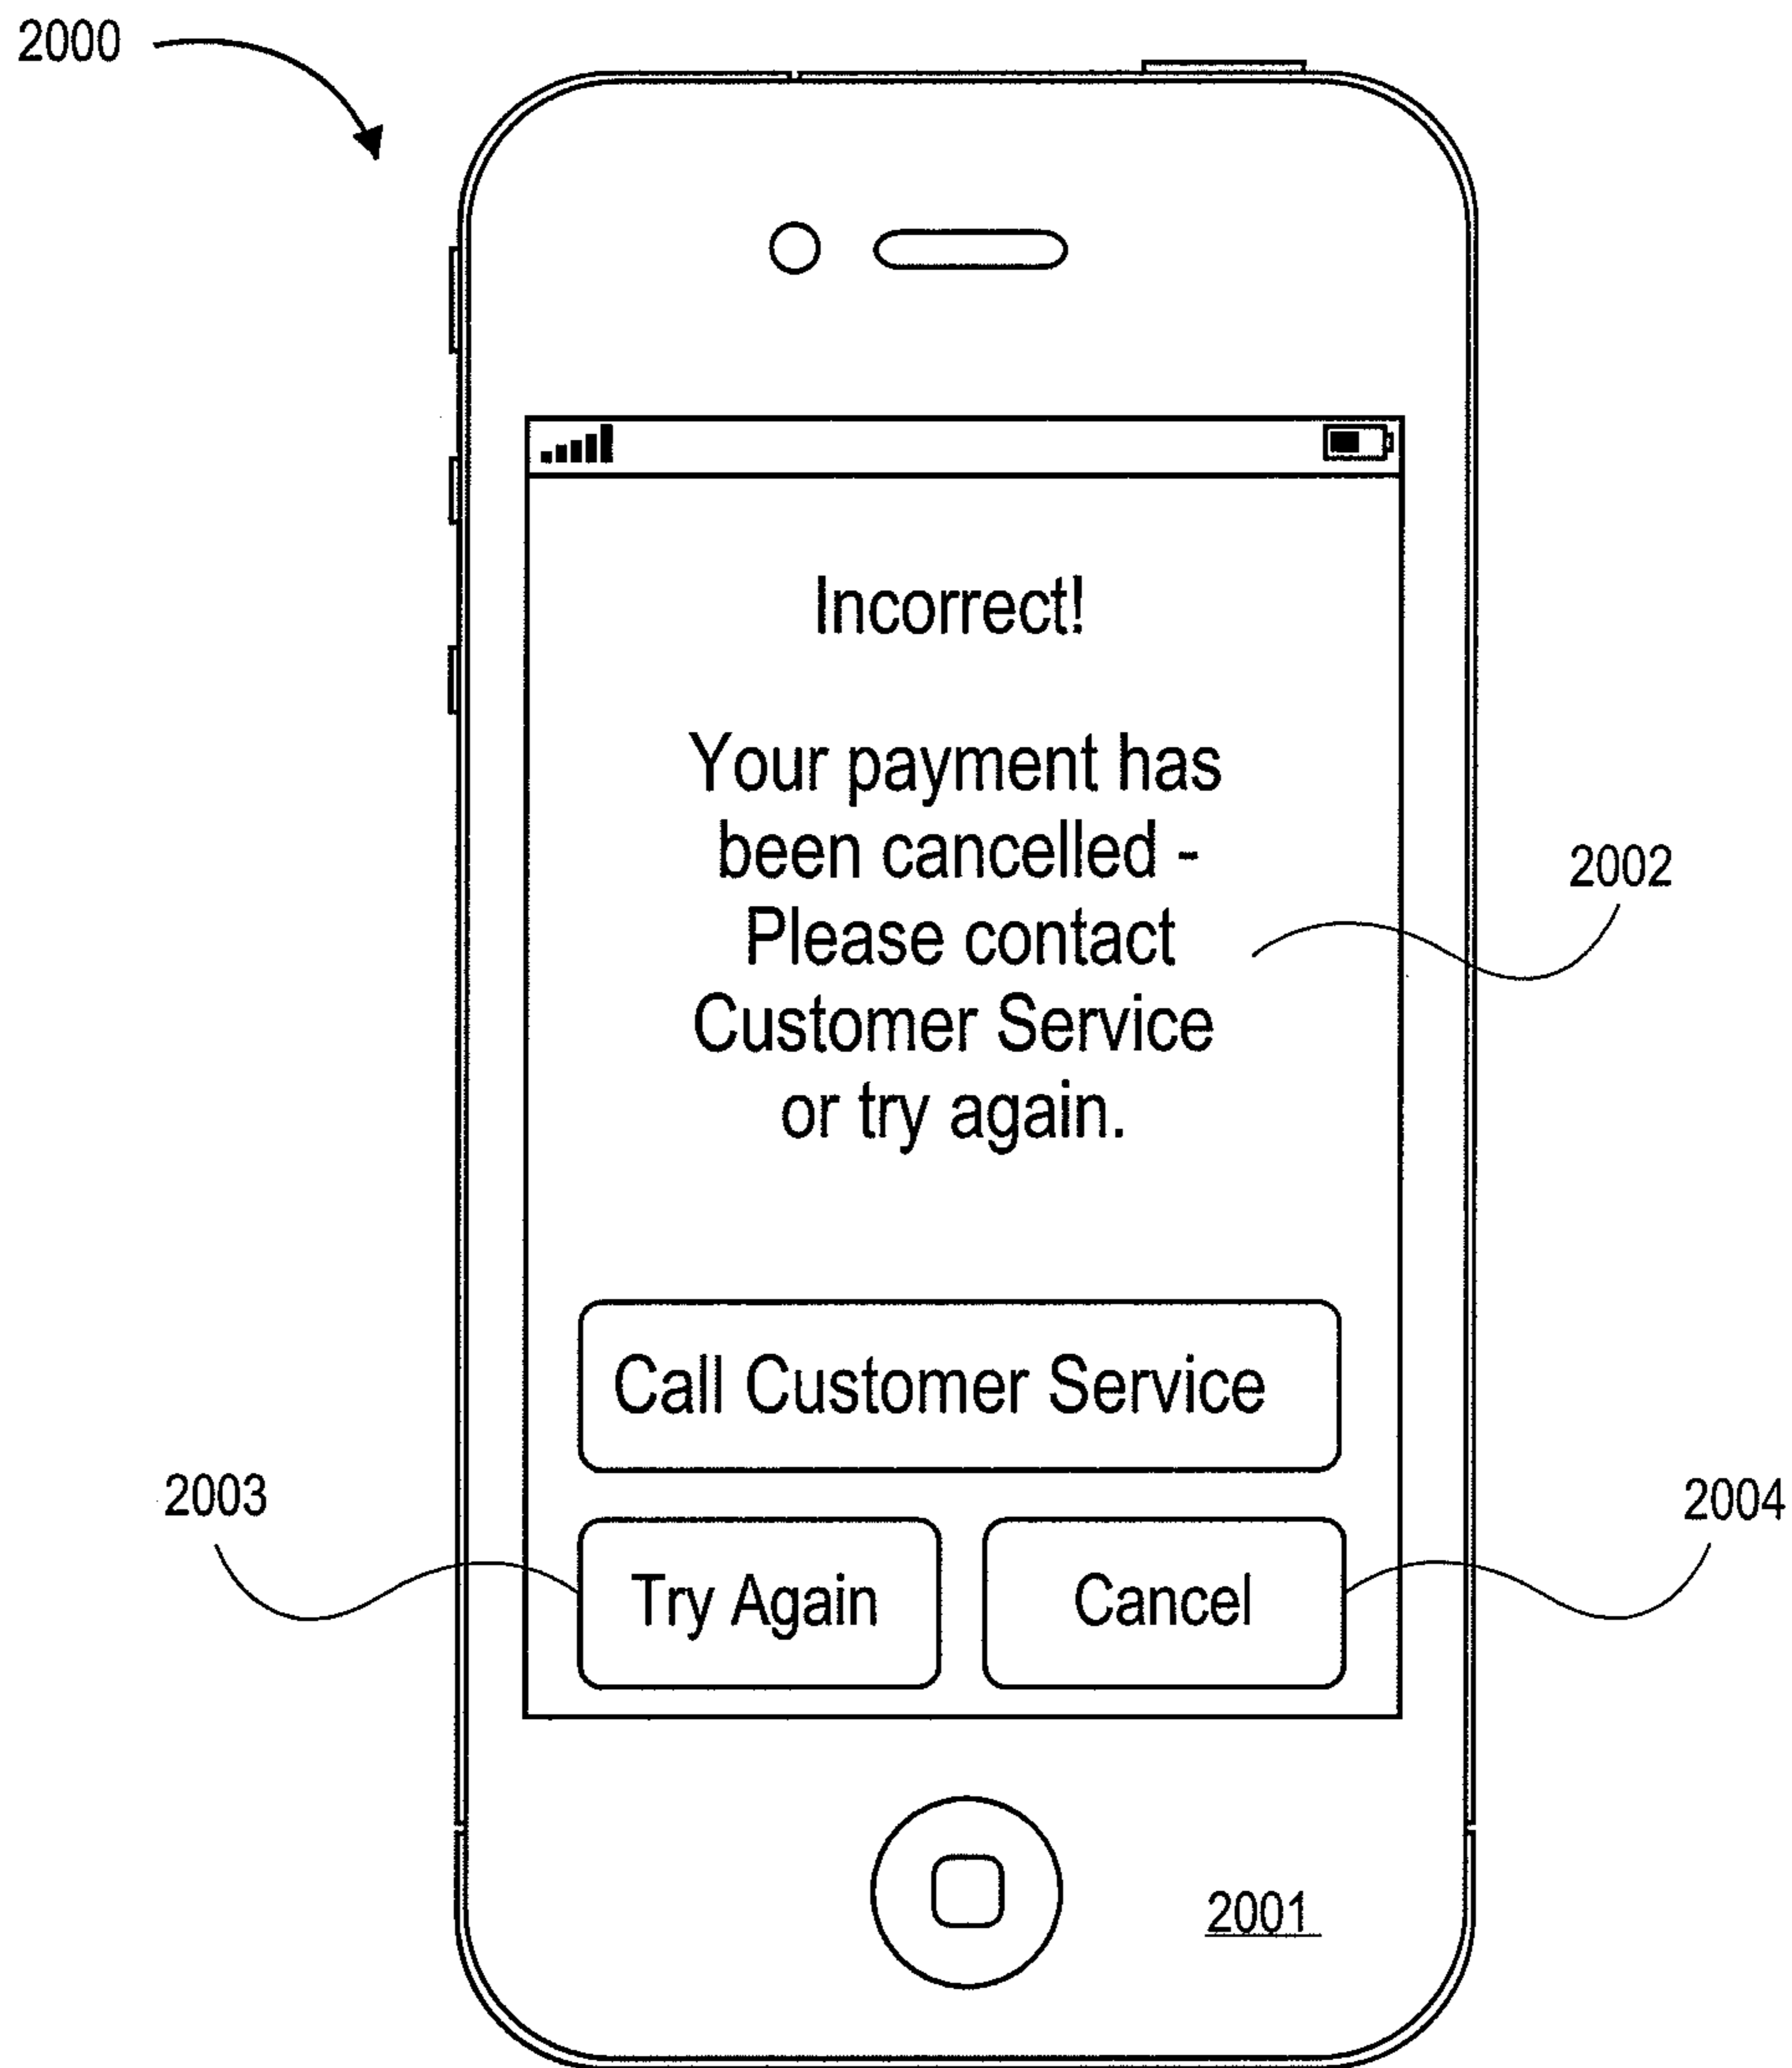 2000
Incorrect!
Your payment has
been cancelled -
Please contact
Customer Service
or try again.
2002
Call Customer Service
2003
2004
Try Again
Cancel
2001